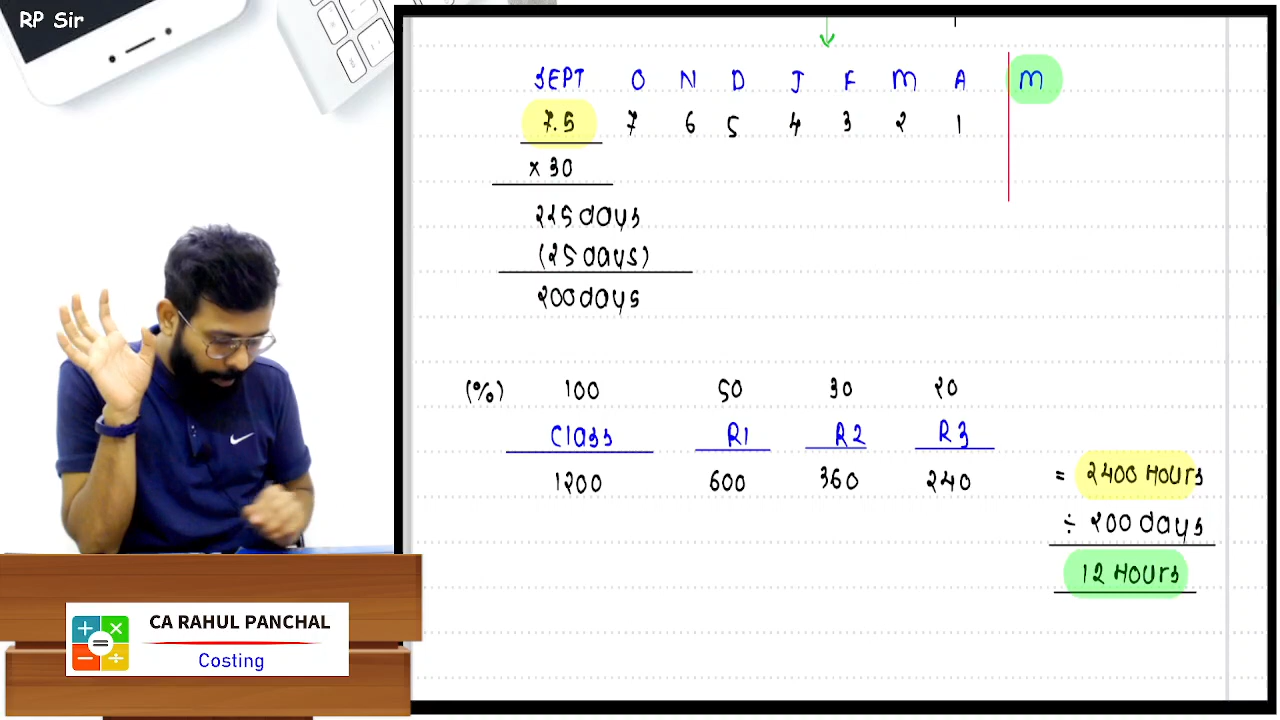 RP Sir
SEPT O N D J F M A M
7.5 7 6 5 4 3 2 1
x 30
225 days
(25 days)
200 days
(%) 100 50 30 20
Class R1 R2 R3
1200 600 360 240 = 2400 Hours
÷ 200 days
12 Hours
+ ×
=
− ÷
CA RAHUL PANCHAL
Costing